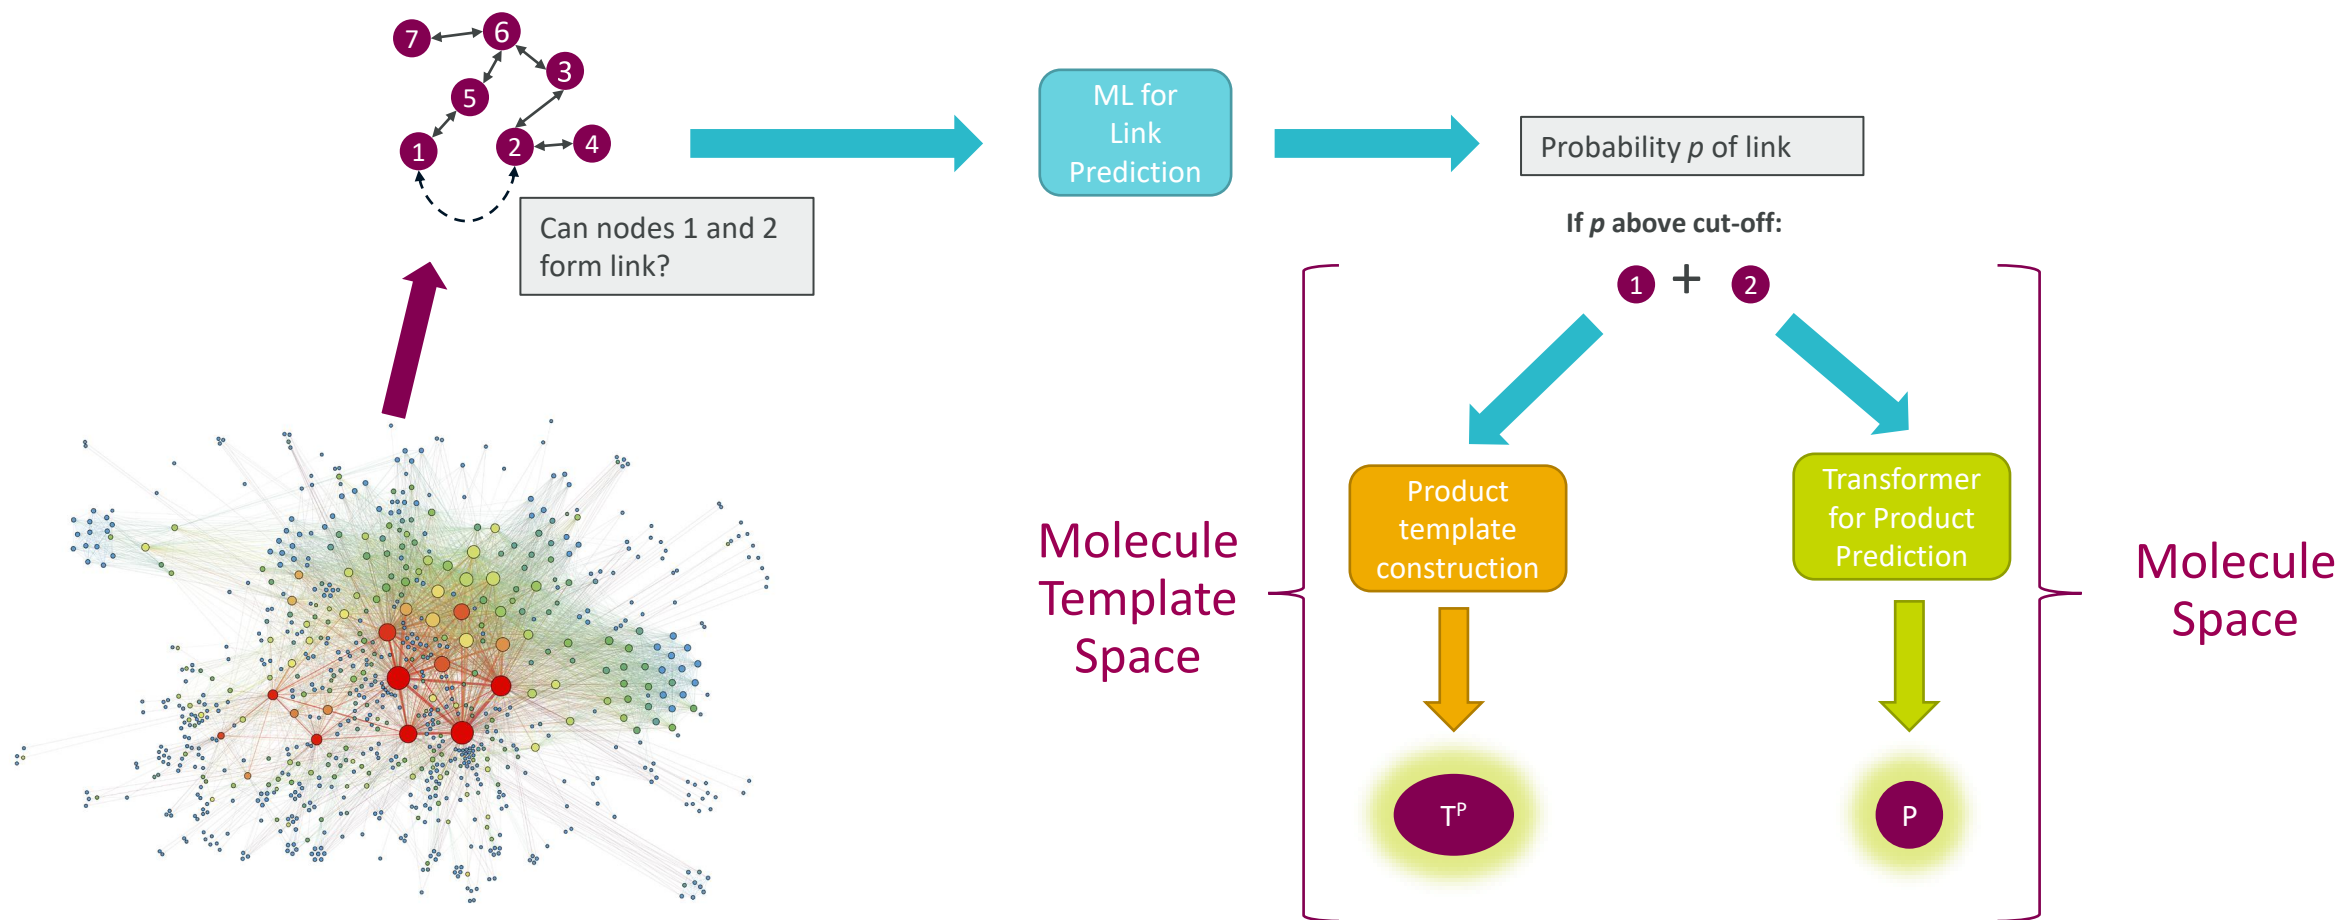 7
6
3
5
1
2
4
Can nodes 1 and 2
form link?
ML for
Link
Prediction
Probability p of link
If p above cut-off:
1 + 2
Molecule
Template
Space
Product
template
construction
Transformer
for Product
Prediction
Molecule
Space
Tᴾ
P